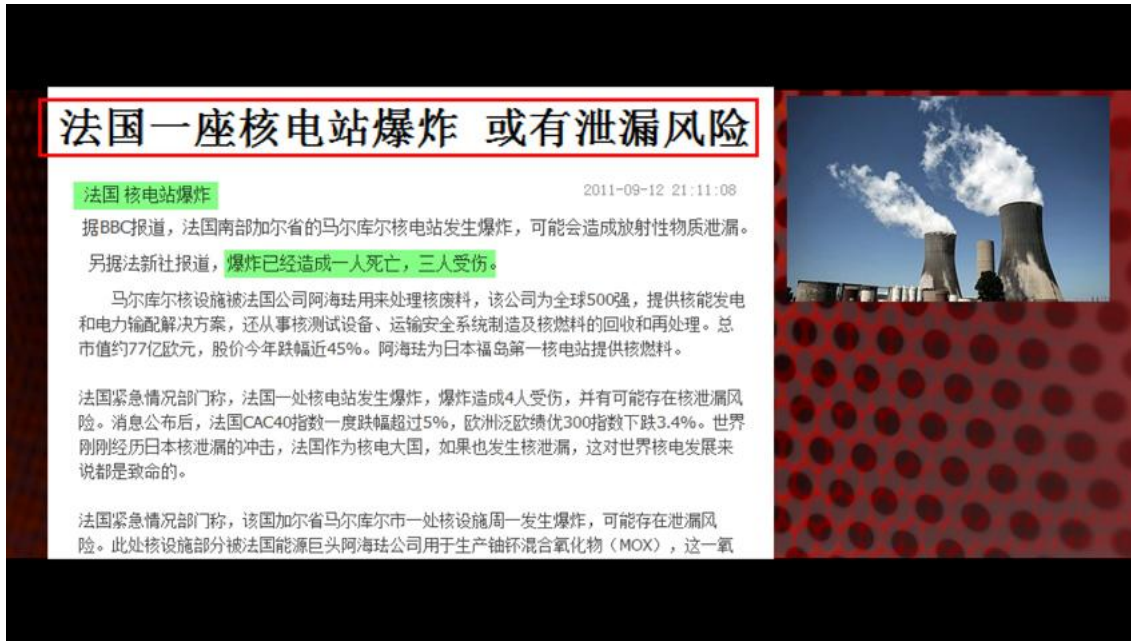 法国一座核电站爆炸 或有泄漏风险
法国 核电站爆炸
2011-09-12 21:11:08
据BBC报道，法国南部加尔省的马尔库尔核电站发生爆炸，可能会造成放射性物质泄漏。
另据法新社报道，爆炸已经造成一人死亡，三人受伤。
马尔库尔核设施被法国公司阿海珐用来处理核废料，该公司为全球500强，提供核能发电
和电力输配解决方案，还从事核测试设备、运输安全系统制造及核燃料的回收和再处理。总
市值约77亿欧元，股价今年跌幅近45%。阿海珐为日本福岛第一核电站提供核燃料。
法国紧急情况部门称，法国一处核电站发生爆炸，爆炸造成4人受伤，并有可能存在核泄漏风
险。消息公布后，法国CAC40指数一度跌幅超过5%，欧洲泛欧绩优300指数下跌3.4%。世界
刚刚经历日本核泄漏的冲击，法国作为核电大国，如果也发生核泄漏，这对世界核电发展来
说都是致命的。
法国紧急情况部门称，该国加尔省马尔库尔市一处核设施周一发生爆炸，可能存在泄漏风
险。此处核设施部分被法国能源巨头阿海珐公司用于生产铀钚混合氧化物（MOX），这一氧